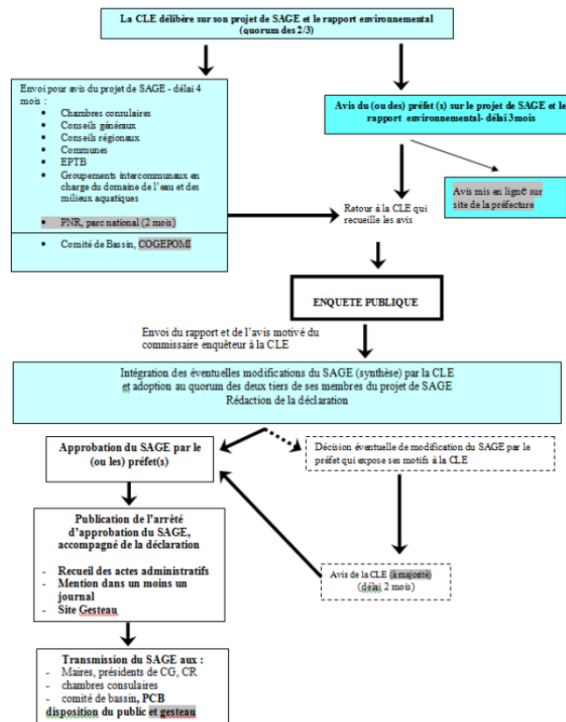 La CLE délibère sur son projet de SAGE et le rapport environnemental
(quorum des 2/3)
Envoi pour avis du projet de SAGE - délai 4
mois :
• Chambres consulaires
• Conseils généraux
• Conseils régionaux
• Communes
• EPTB
• Groupements intercommunaux en
charge du domaine de l'eau et des
milieux aquatiques
• PNR, parc national (2 mois)
• Comité de Bassin, COGEPOMI
Avis du (ou des) préfet (s) sur le projet de SAGE et le
rapport environnemental- délai 3mois
Avis mis en ligne sur
site de la préfecture
Retour à la CLE qui
recueille les avis
ENQUETE PUBLIQUE
Envoi du rapport et de l'avis motivé du
commissaire enquêteur à la CLE
Intégration des éventuelles modifications du SAGE (synthèse) par la CLE
et adoption au quorum des deux tiers de ses membres du projet de SAGE
Rédaction de la déclaration
Approbation du SAGE par le
(ou les) préfet(s)
Décision éventuelle de modification du SAGE par le
préfet qui expose ses motifs à la CLE
Publication de l'arrêté
d'approbation du SAGE,
accompagné de la déclaration
- Recueil des actes administratifs
- Mention dans un moins un
journal
- Site Gesteau
Avis de la CLE (à majorité)
(délai 2 mois)
Transmission du SAGE aux :
- Maires, présidents de CG, CR
- chambres consulaires
- comité de bassin, PCB
disposition du public et gesteau